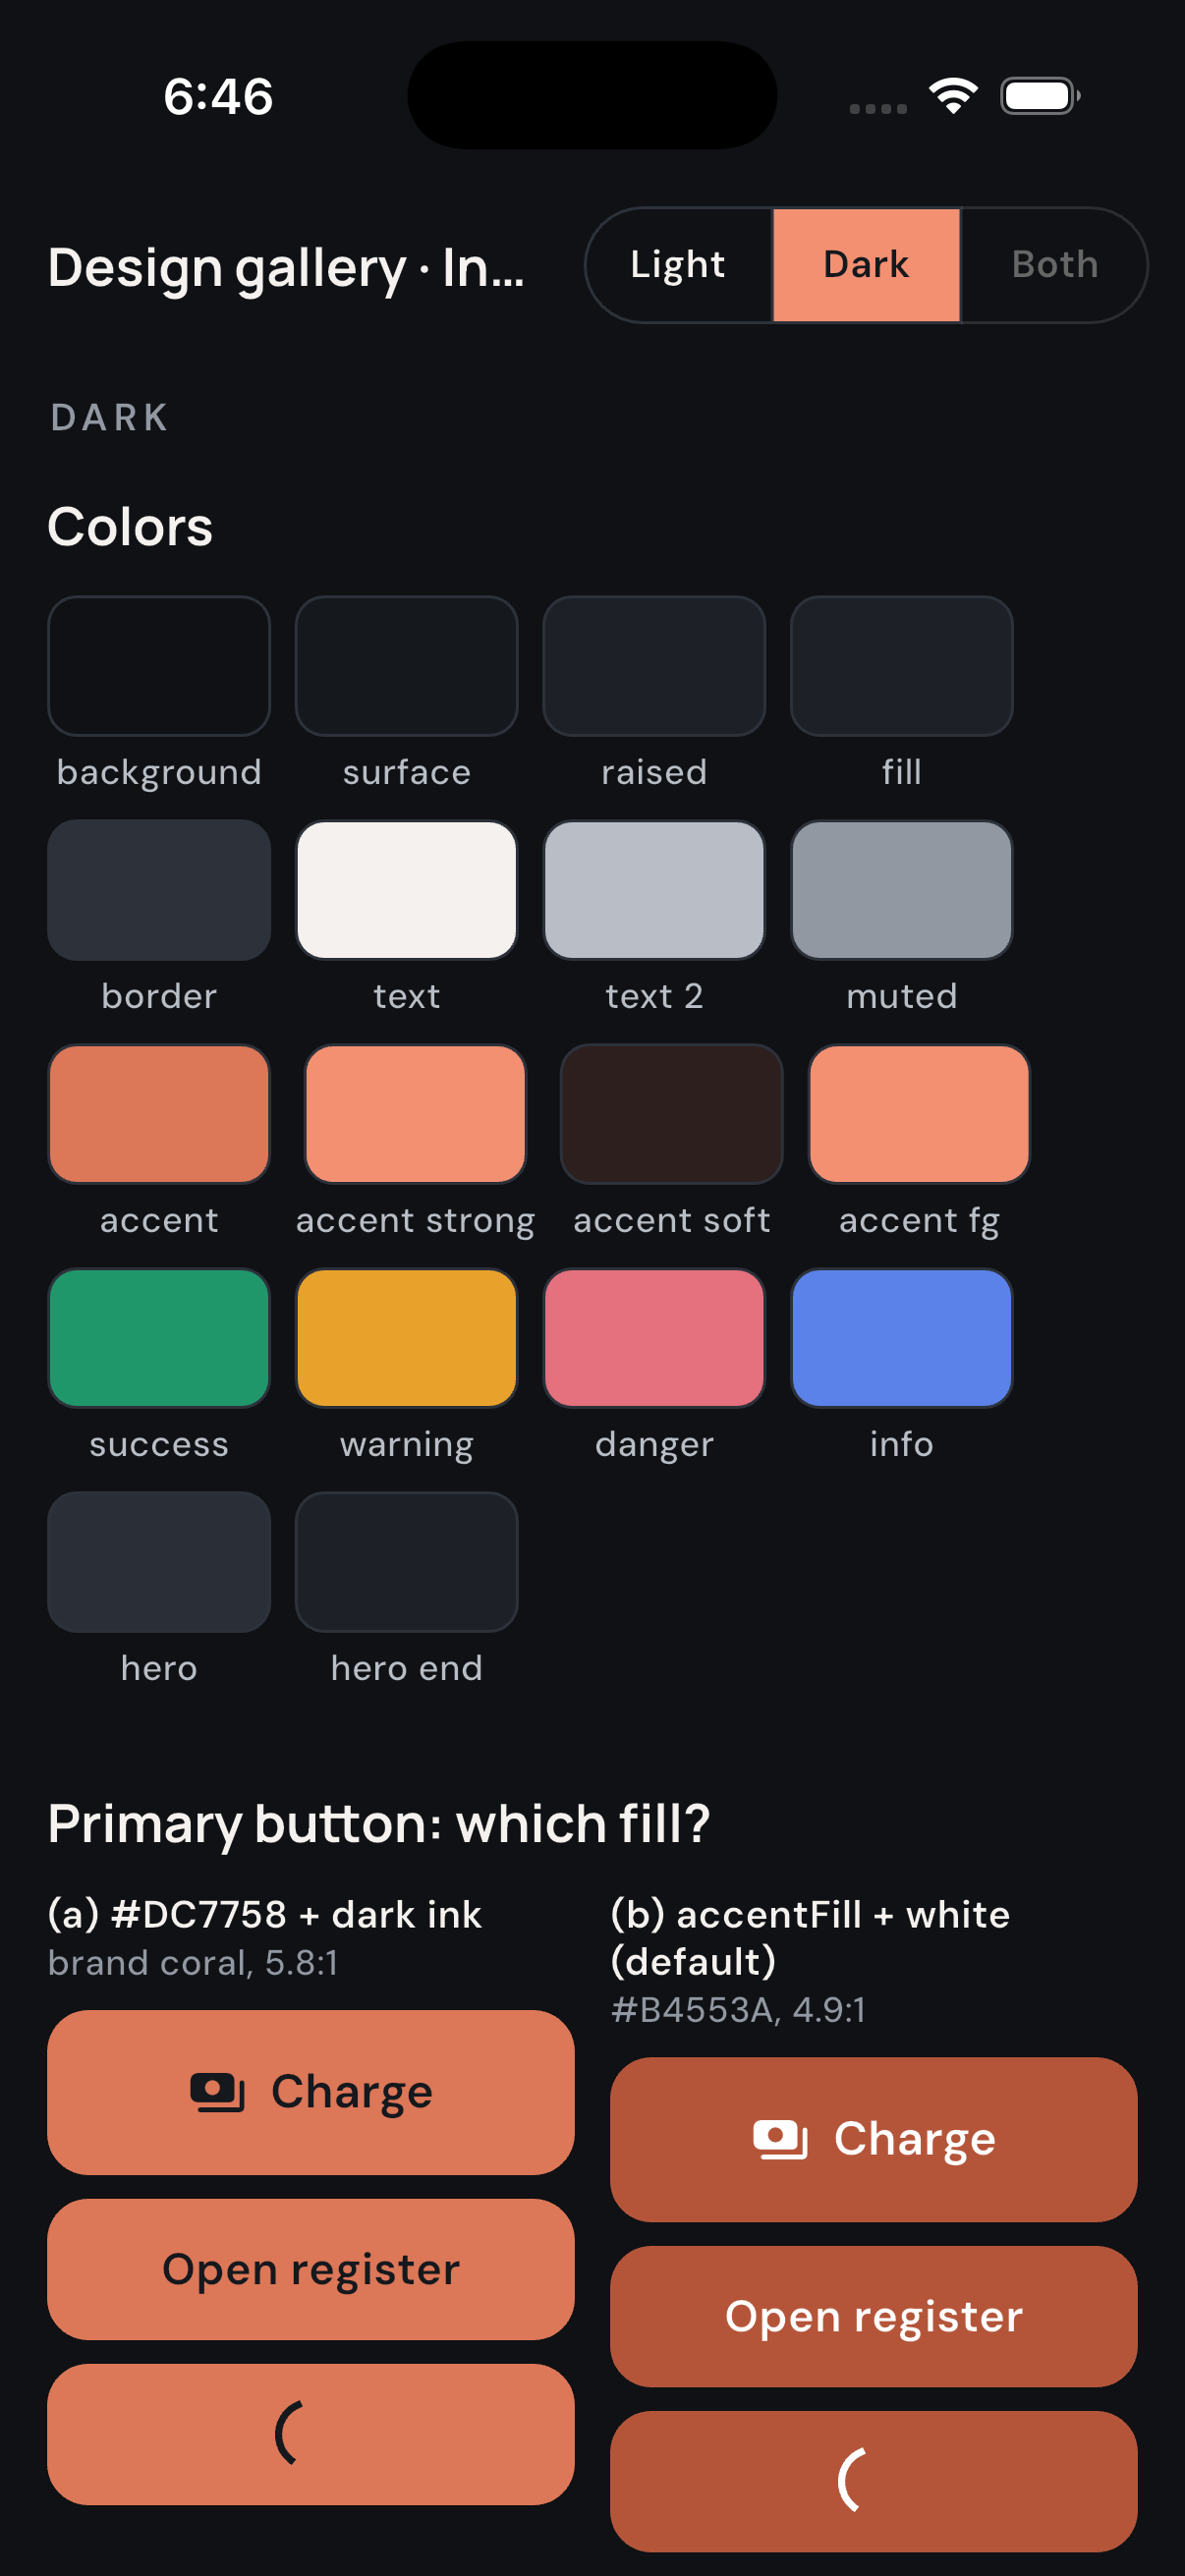 6:46
Design gallery · In...
Light
Dark
Both
DARK
Colors
background
surface
raised
fill
border
text
text 2
muted
accent
accent strong
accent soft
accent fg
success
warning
danger
info
hero
hero end
Primary button: which fill?
(a) #DC7758 + dark ink
brand coral, 5.8:1
Charge
Open register
(b) accentFill + white
(default)
#B4553A, 4.9:1
Charge
Open register